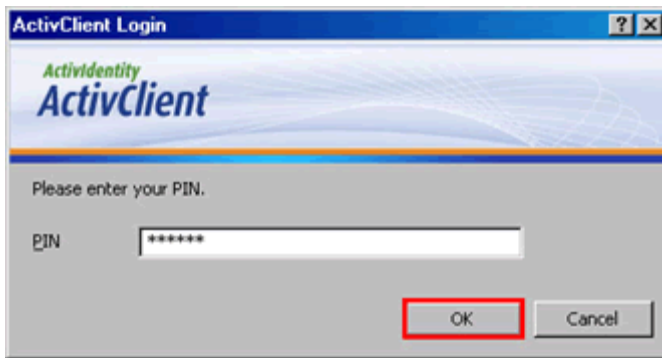 ActivClient Login
ActivIdentity
ActivClient
Please enter your PIN.
PIN ******
OK Cancel